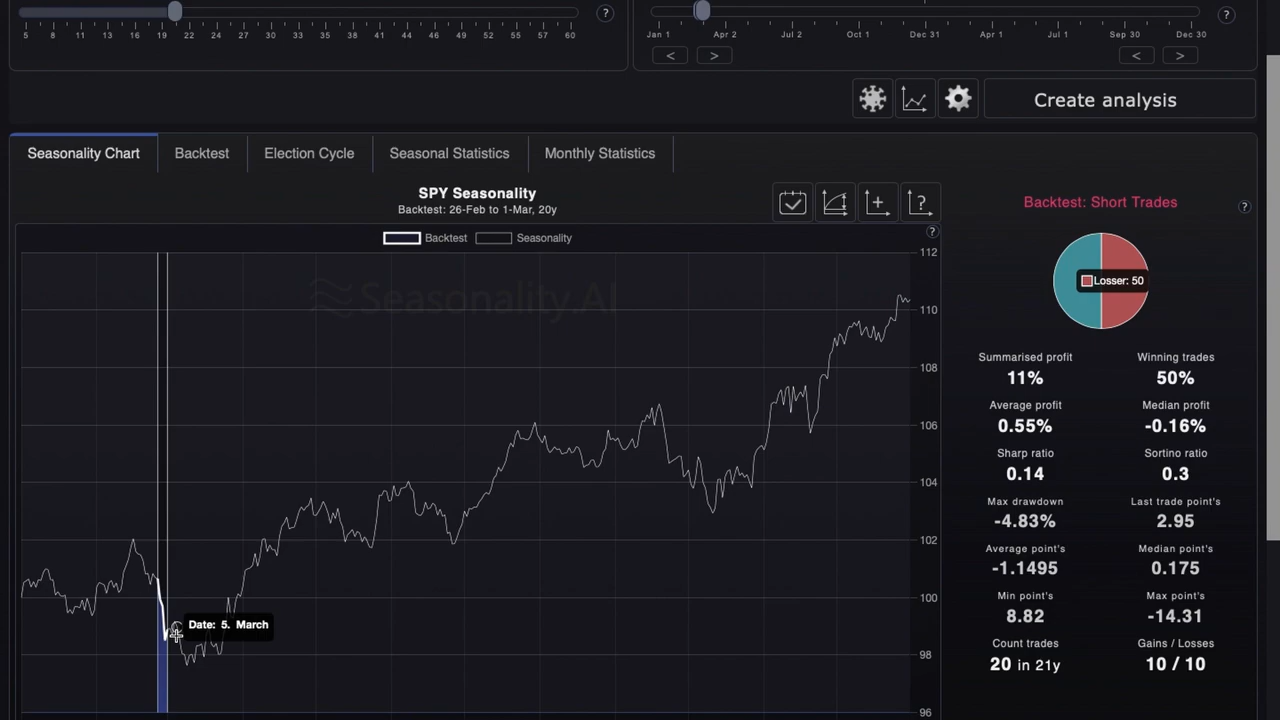 ?
5 8 11 13 16 19 22 24 27 30 33 35 38 41 44 46 49 52 55 57 60
?
Jan 1 Apr 2 Jul 2 Oct 1 Dec 31 Apr 1 Jul 1 Sep 30 Dec 30
< > < >
Create analysis
Seasonality Chart Backtest Election Cycle Seasonal Statistics Monthly Statistics
SPY Seasonality
Backtest: 26-Feb to 1-Mar, 20y
?
Backtest: Short Trades
?
Backtest Seasonality
?
112
Seasonality.AI
110
108
106
104
102
100
98
96
Date: 5. March
Losser: 50
Summarised profit Winning trades
11% 50%
Average profit Median profit
0.55% -0.16%
Sharp ratio Sortino ratio
0.14 0.3
Max drawdown Last trade point's
-4.83% 2.95
Average point's Median point's
-1.1495 0.175
Min point's Max point's
8.82 -14.31
Count trades Gains / Losses
20 in 21y 10 / 10